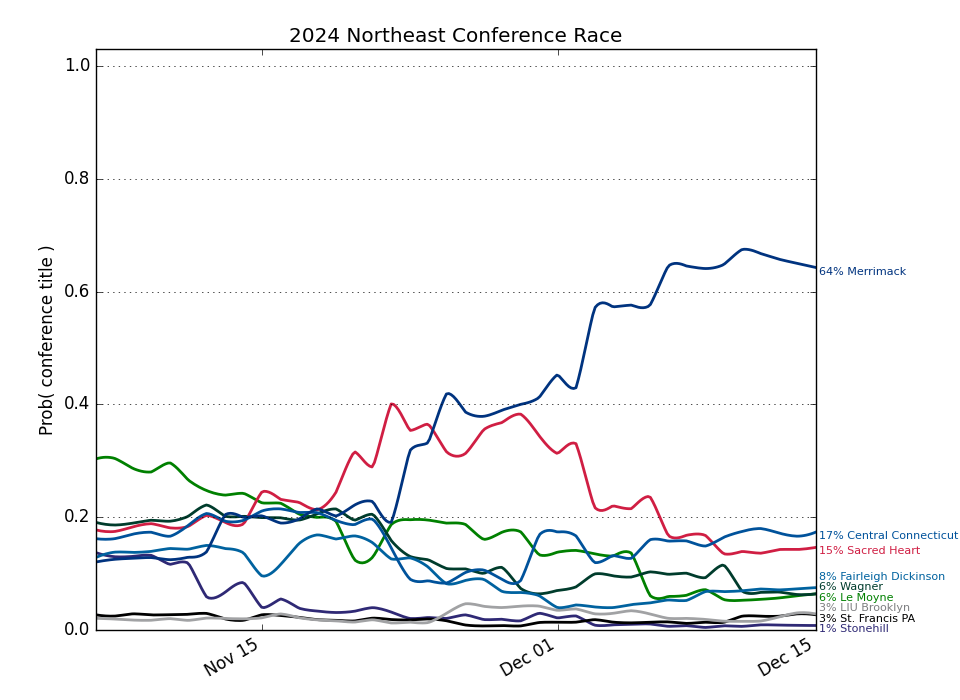 2024 Northeast Conference Race
Prob( conference title )
1.0
0.8
0.6
0.4
0.2
0.0
Nov 15
Dec 01
Dec 15
64% Merrimack
17% Central Connecticut
15% Sacred Heart
8% Fairleigh Dickinson
6% Wagner
6% Le Moyne
3% LIU Brooklyn
3% St. Francis PA
1% Stonehill